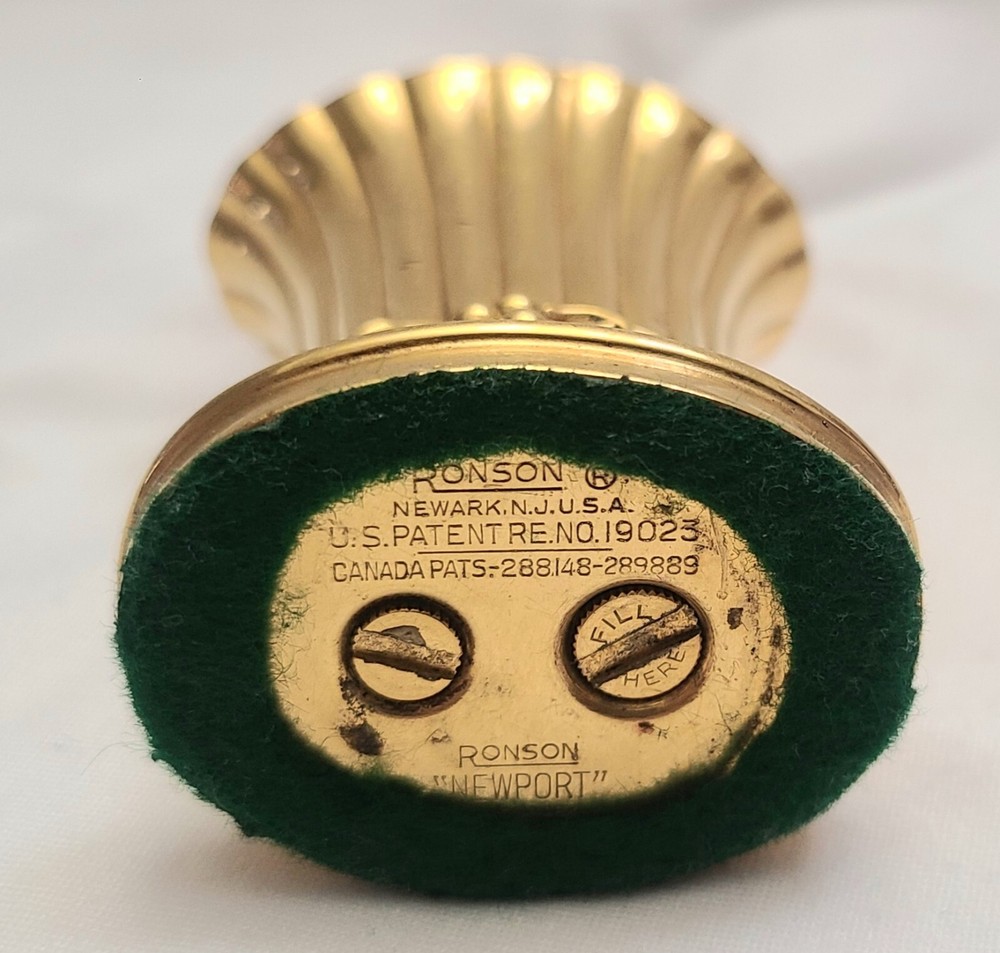 RONSON ®
NEWARK, N.J. U.S.A.
U.S. PATENT RE. NO. 19023
CANADA PATS.-288148-289889
FILL
HERE
RONSON
"NEWPORT"